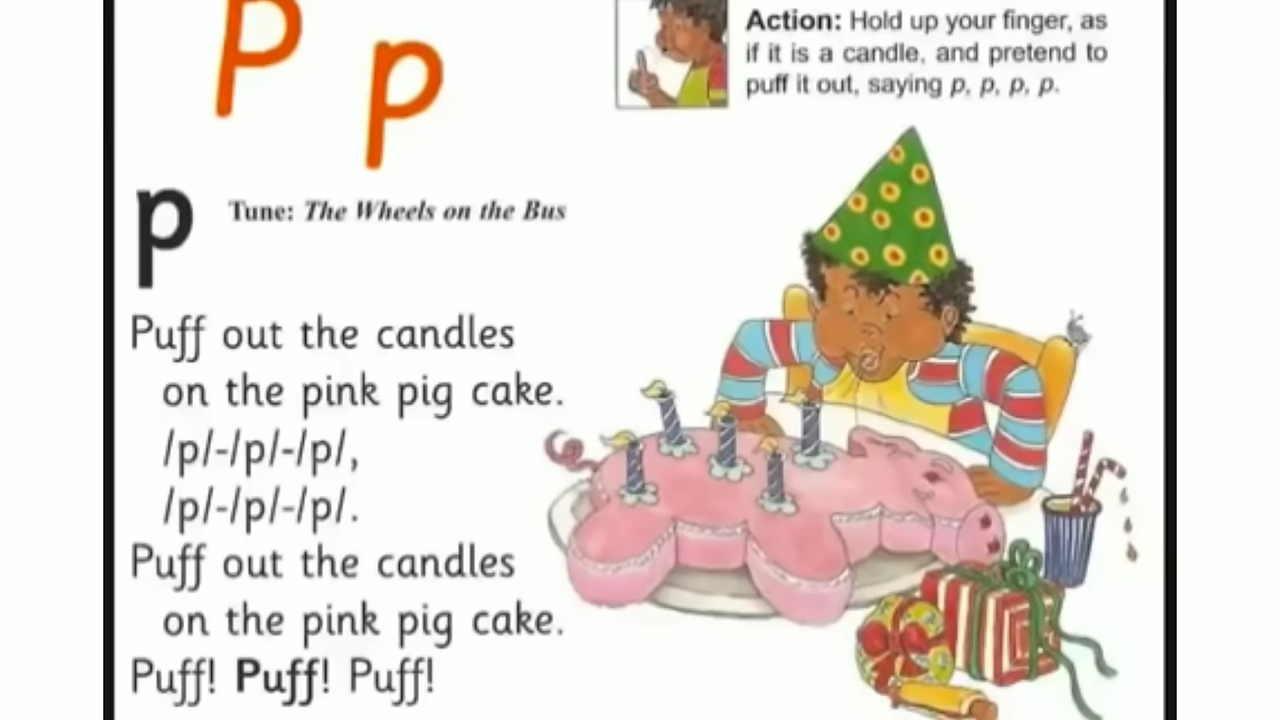 P p
Action: Hold up your finger, as
if it is a candle, and pretend to
puff it out, saying p, p, p, p.
p Tune: The Wheels on the Bus
Puff out the candles
on the pink pig cake.
/p/-/p/-/p/,
/p/-/p/-/p/.
Puff out the candles
on the pink pig cake.
Puff! Puff! Puff!